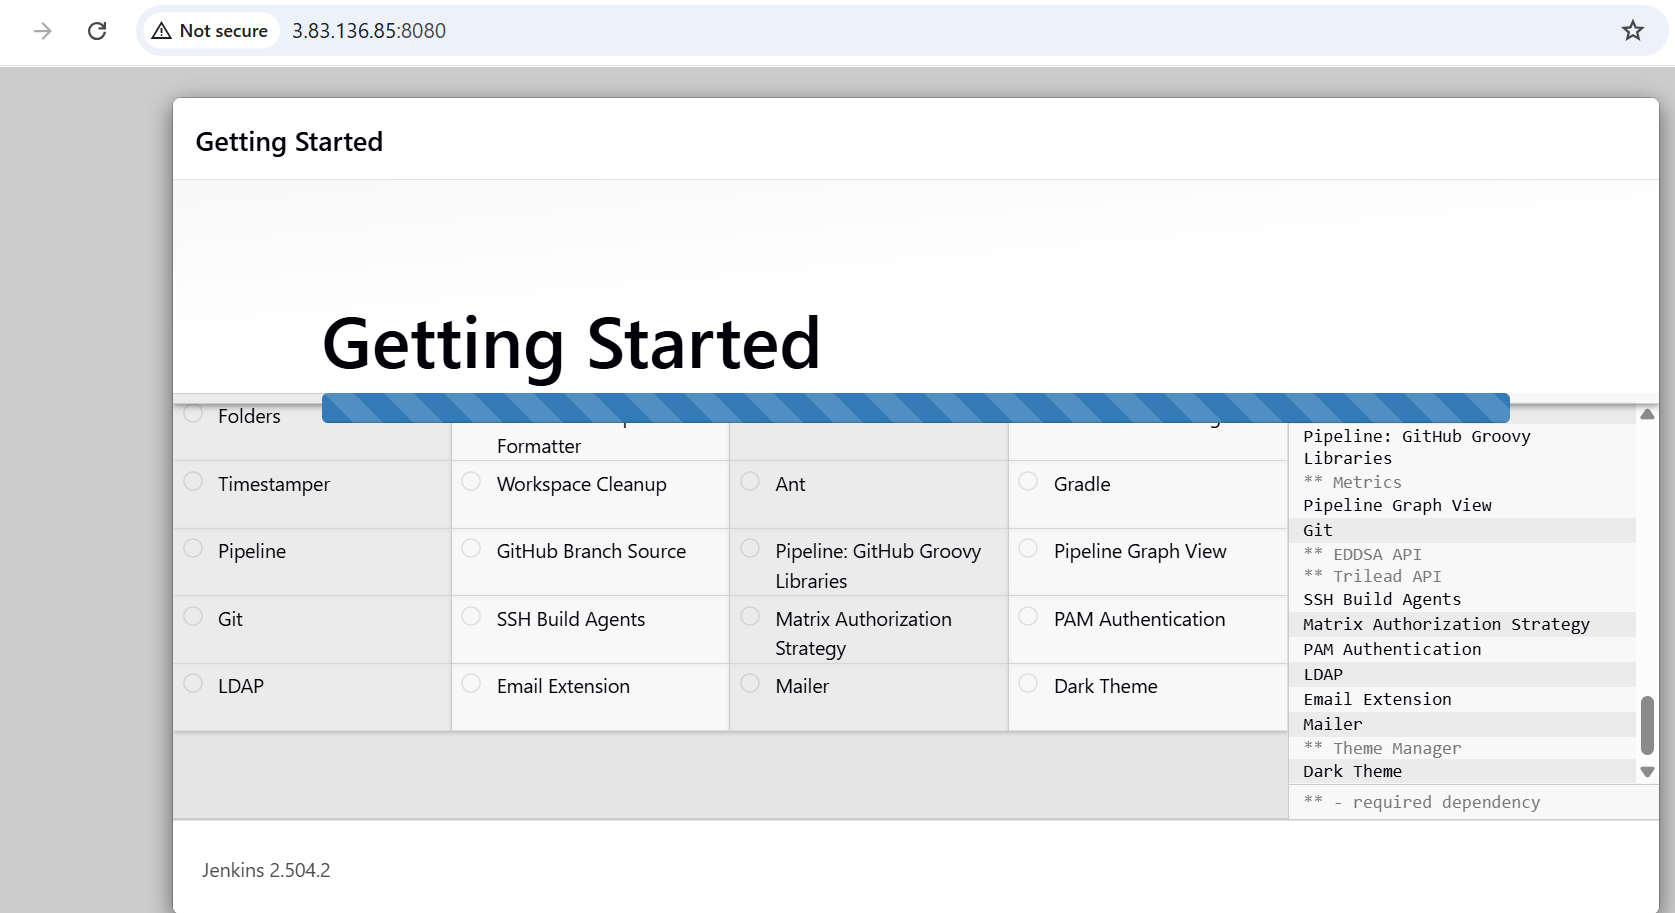 Not secure 3.83.136.85:8080
Getting Started
Getting Started
Folders
Formatter
Timestamper
Workspace Cleanup
Ant
Gradle
Pipeline
GitHub Branch Source
Pipeline: GitHub Groovy
Libraries
Pipeline Graph View
Git
SSH Build Agents
Matrix Authorization
Strategy
PAM Authentication
LDAP
Email Extension
Mailer
Dark Theme
Pipeline: GitHub Groovy
Libraries
** Metrics
Pipeline Graph View
Git
** EDDSA API
** Trilead API
SSH Build Agents
Matrix Authorization Strategy
PAM Authentication
LDAP
Email Extension
Mailer
** Theme Manager
Dark Theme
** - required dependency
Jenkins 2.504.2